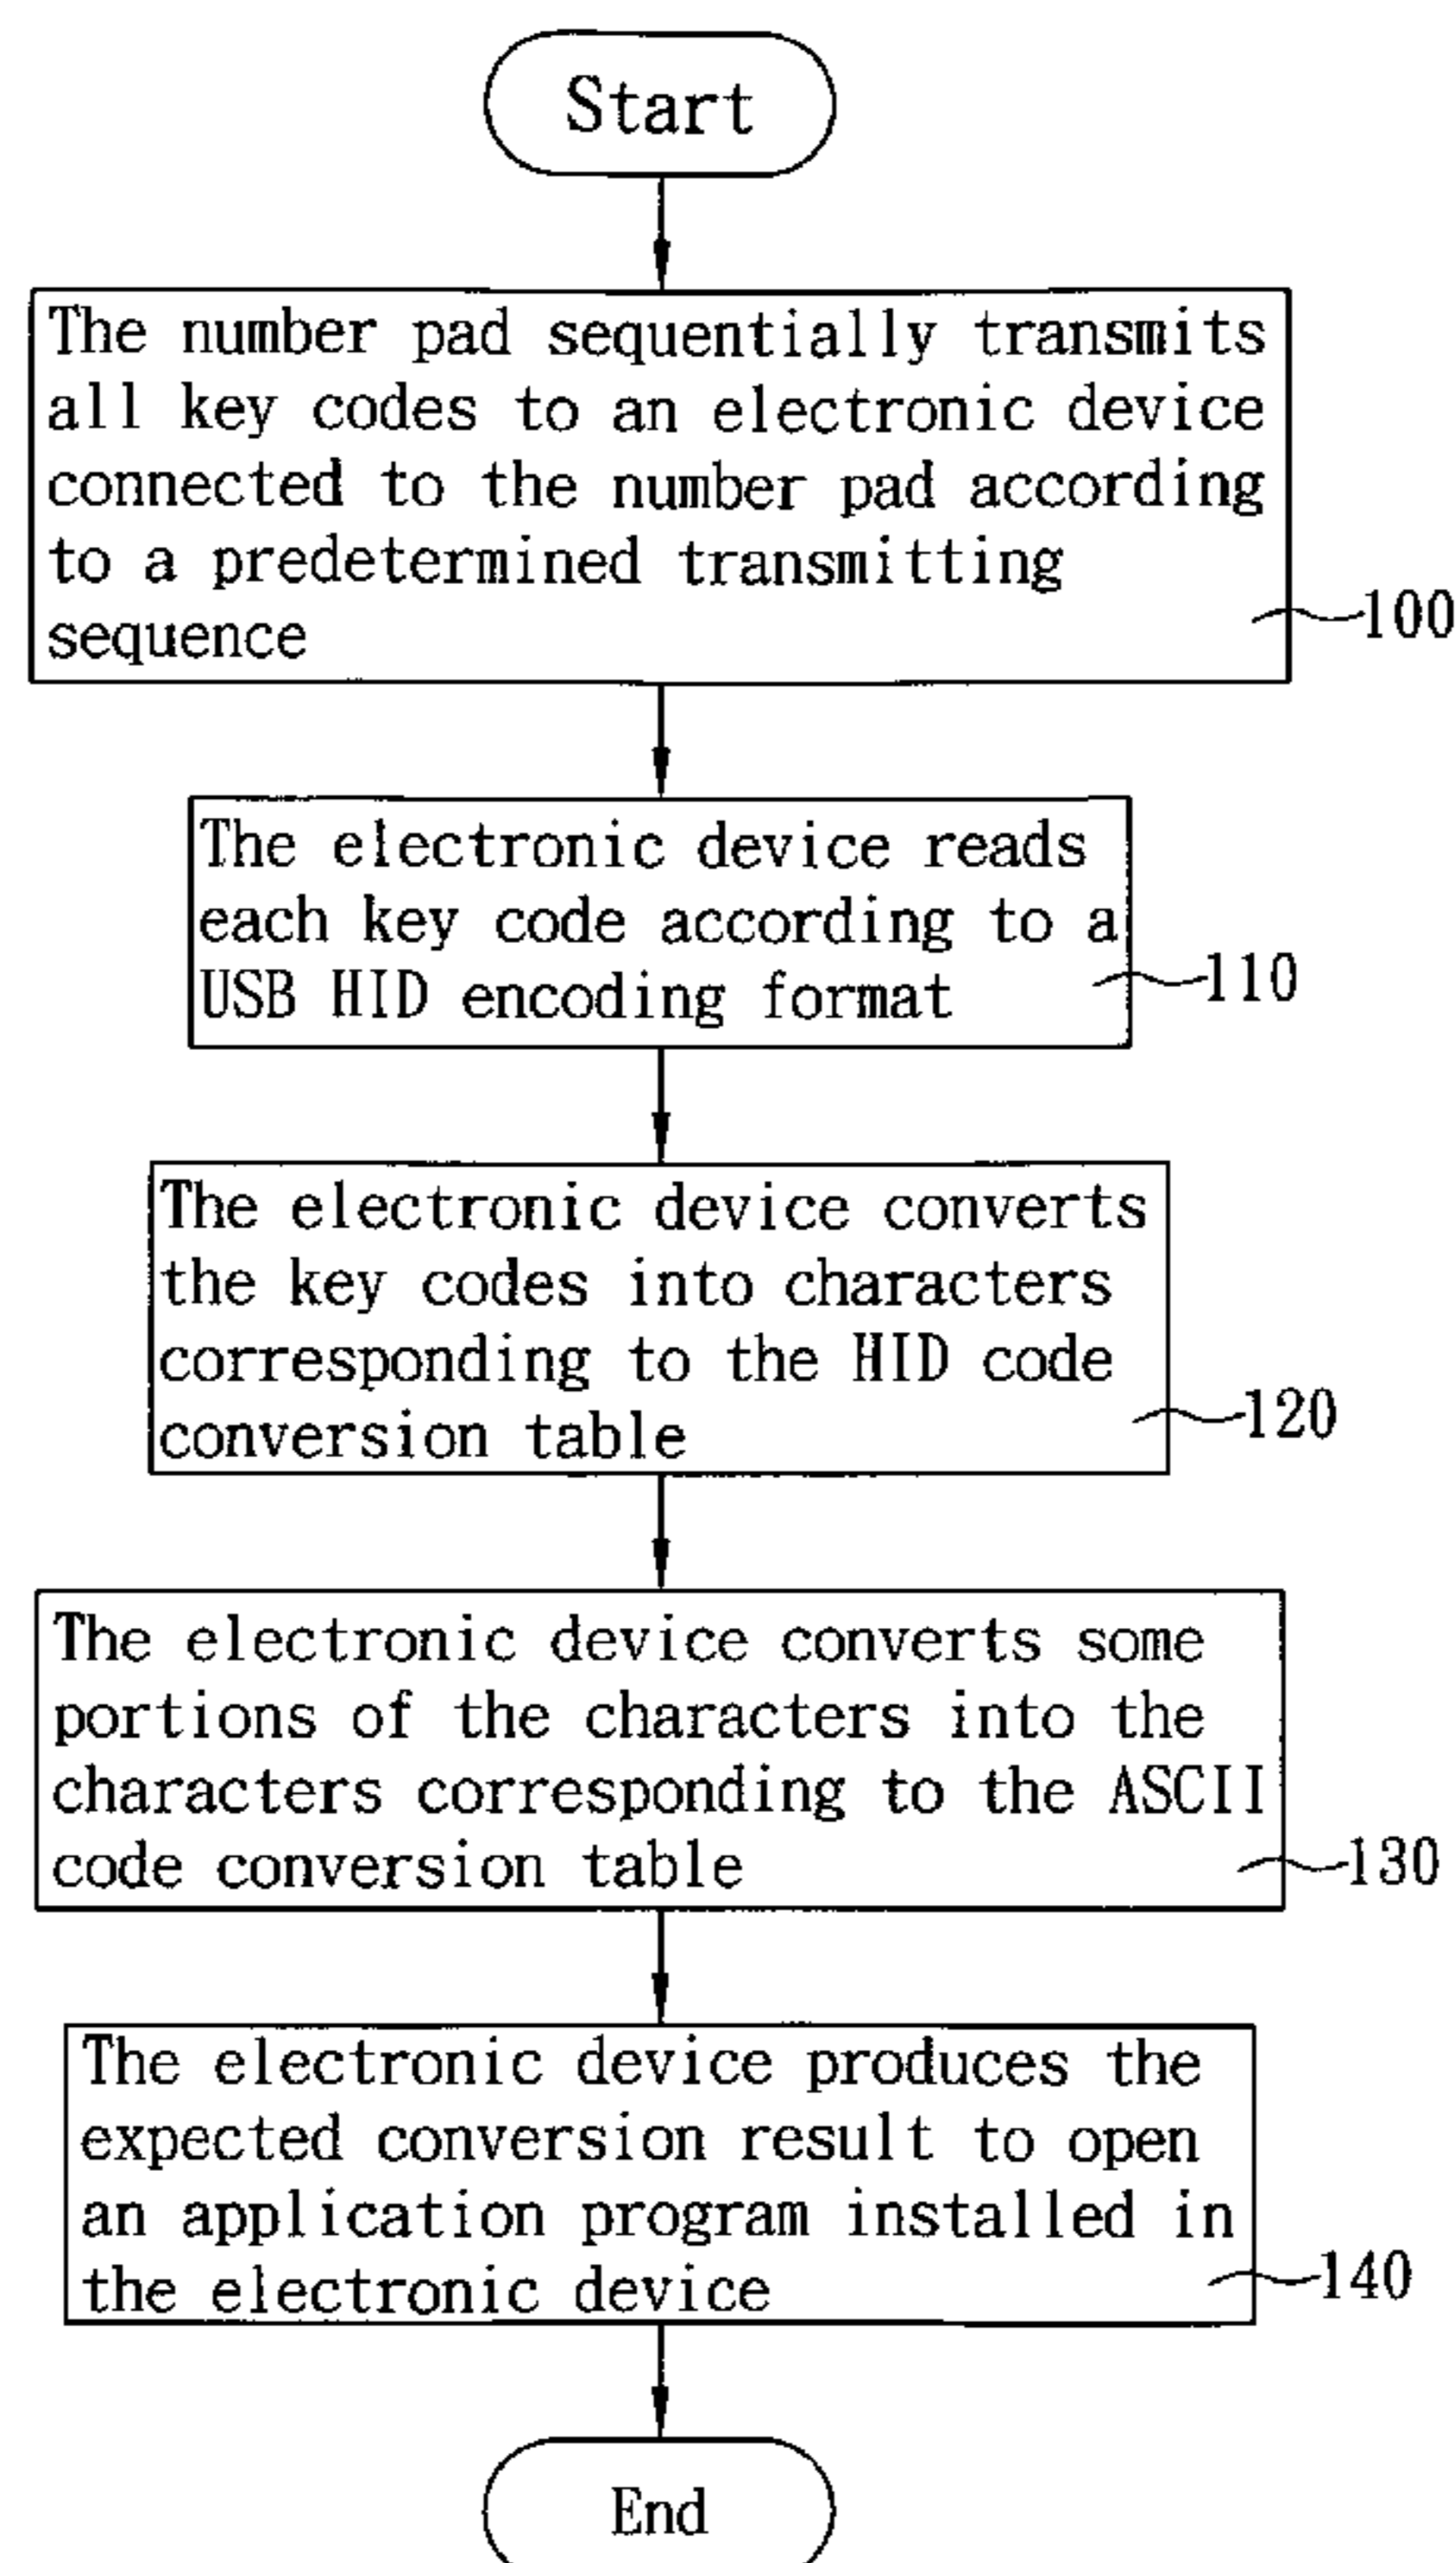 Start
The number pad sequentially transmits
all key codes to an electronic device
connected to the number pad according
to a predetermined transmitting
sequence
100
The electronic device reads
each key code according to a
USB HID encoding format
110
The electronic device converts
the key codes into characters
corresponding to the HID code
conversion table
120
The electronic device converts some
portions of the characters into the
characters corresponding to the ASCII
code conversion table
130
The electronic device produces the
expected conversion result to open
an application program installed in
the electronic device
140
End